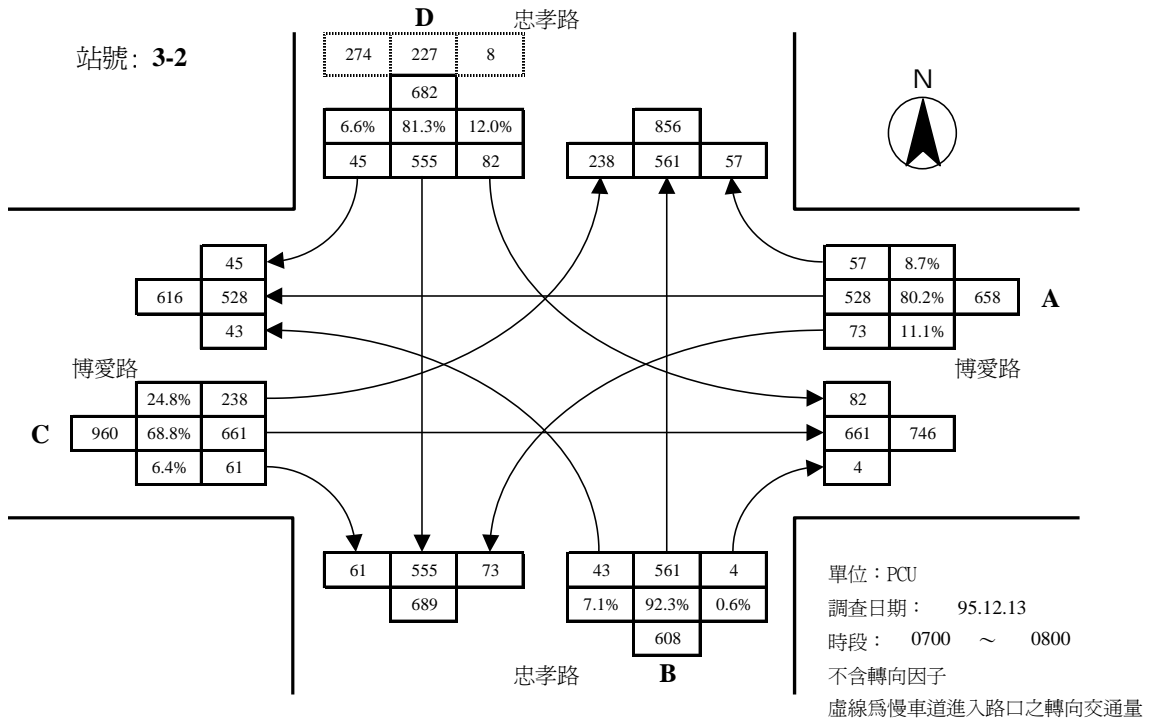 D 忠孝路
站號: 3-2
274 227 8
N
682
856
6.6% 81.3% 12.0%
45 555 82
238 561 57
45
57 8.7%
616 528
528 80.2% 658 A
43
73 11.1%
博愛路
博愛路
24.8% 238
82
C 960 68.8% 661
661 746
6.4% 61
4
61 555 73
43 561 4
689
7.1% 92.3% 0.6%
608
忠孝路 B
單位：PCU
調查日期： 95.12.13
時段： 0700 ～ 0800
不含轉向因子
虛線爲慢車道進入路口之轉向交通量